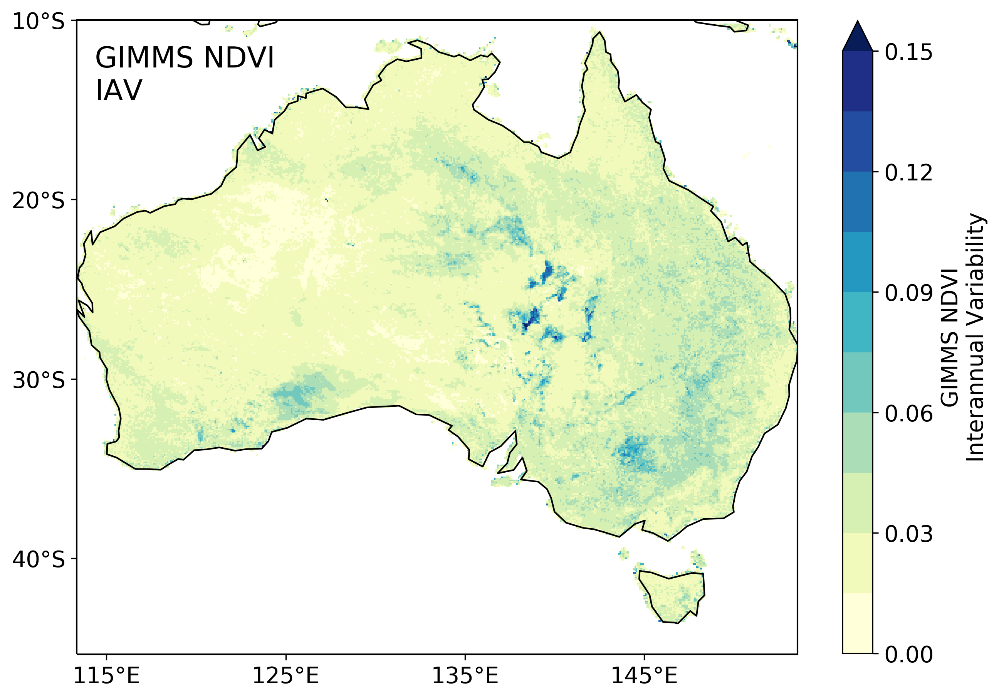 GIMMS NDVI
IAV
10°S
20°S
30°S
40°S
115°E
125°E
135°E
145°E
0.15
0.12
0.09
0.06
0.03
0.00
GIMMS NDVI
Interannual Variability